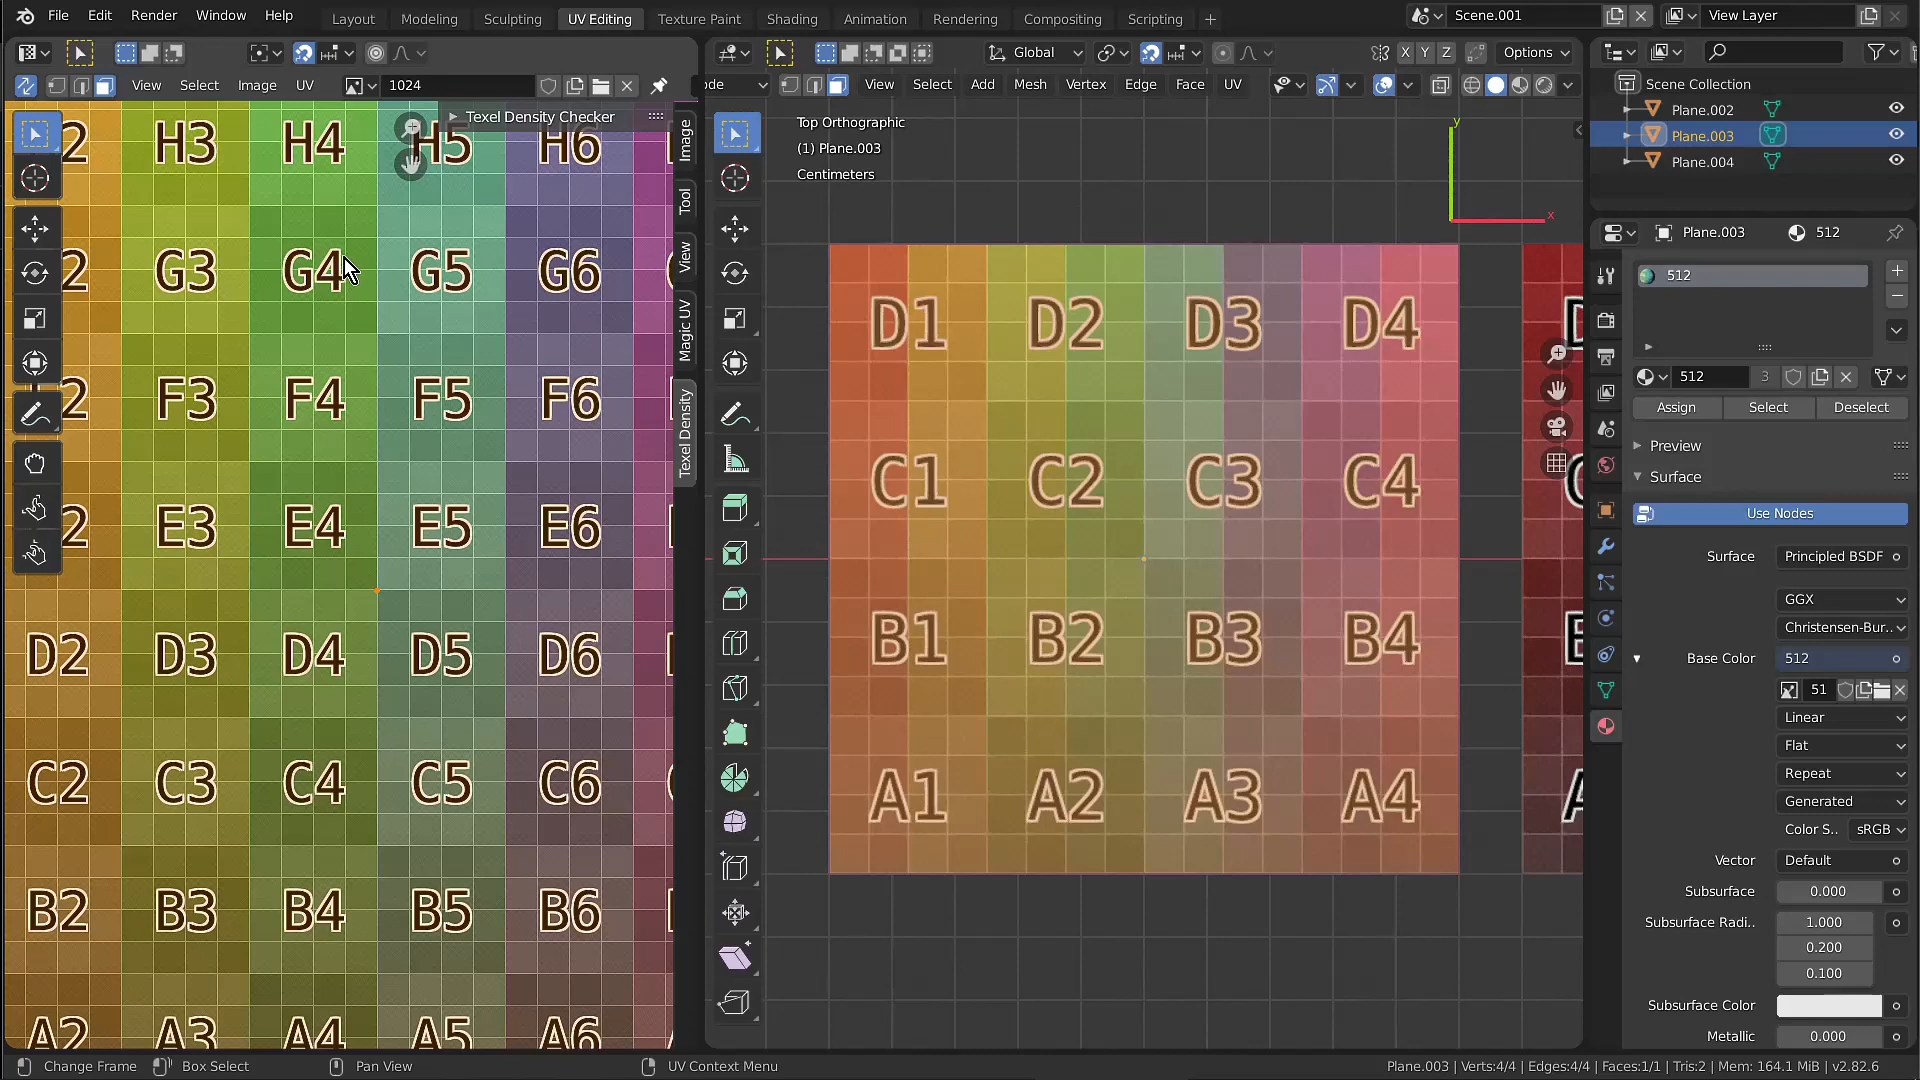 File Edit Render Window Help
Layout Modeling Sculpting UV Editing Texture Paint Shading Animation Rendering Compositing Scripting +
Scene.001
View Layer
Global
X Y Z
Options
View Select Image UV
1024
ode
View Select Add Mesh Vertex Edge Face UV
Texel Density Checker
Image
Tool
View
Magic UV
Texel Density
2 H3 H4 H5 H6
2 G3 G4 G5 G6
2 F3 F4 F5 F6
2 E3 E4 E5 E6
D2 D3 D4 D5 D6
C2 C3 C4 C5 C6
B2 B3 B4 B5 B6
A2 A3 A4 A5 A6
Top Orthographic
(1) Plane.003
Centimeters
y
x
D1 D2 D3 D4
C1 C2 C3 C4
B1 B2 B3 B4
A1 A2 A3 A4
Scene Collection
Plane.002
Plane.003
Plane.004
Plane.003
512
512
512
3
Assign Select Deselect
Preview
Surface
Use Nodes
Surface Principled BSDF
GGX
Christensen-Bur..
Base Color 512
51
Linear
Flat
Repeat
Generated
Color S.. sRGB
Vector Default
Subsurface 0.000
Subsurface Radi.. 1.000
0.200
0.100
Subsurface Color
Metallic 0.000
Change Frame Box Select Pan View UV Context Menu
Plane.003 | Verts:4/4 | Edges:4/4 | Faces:1/1 | Tris:2 | Mem: 164.1 MiB | v2.82.6